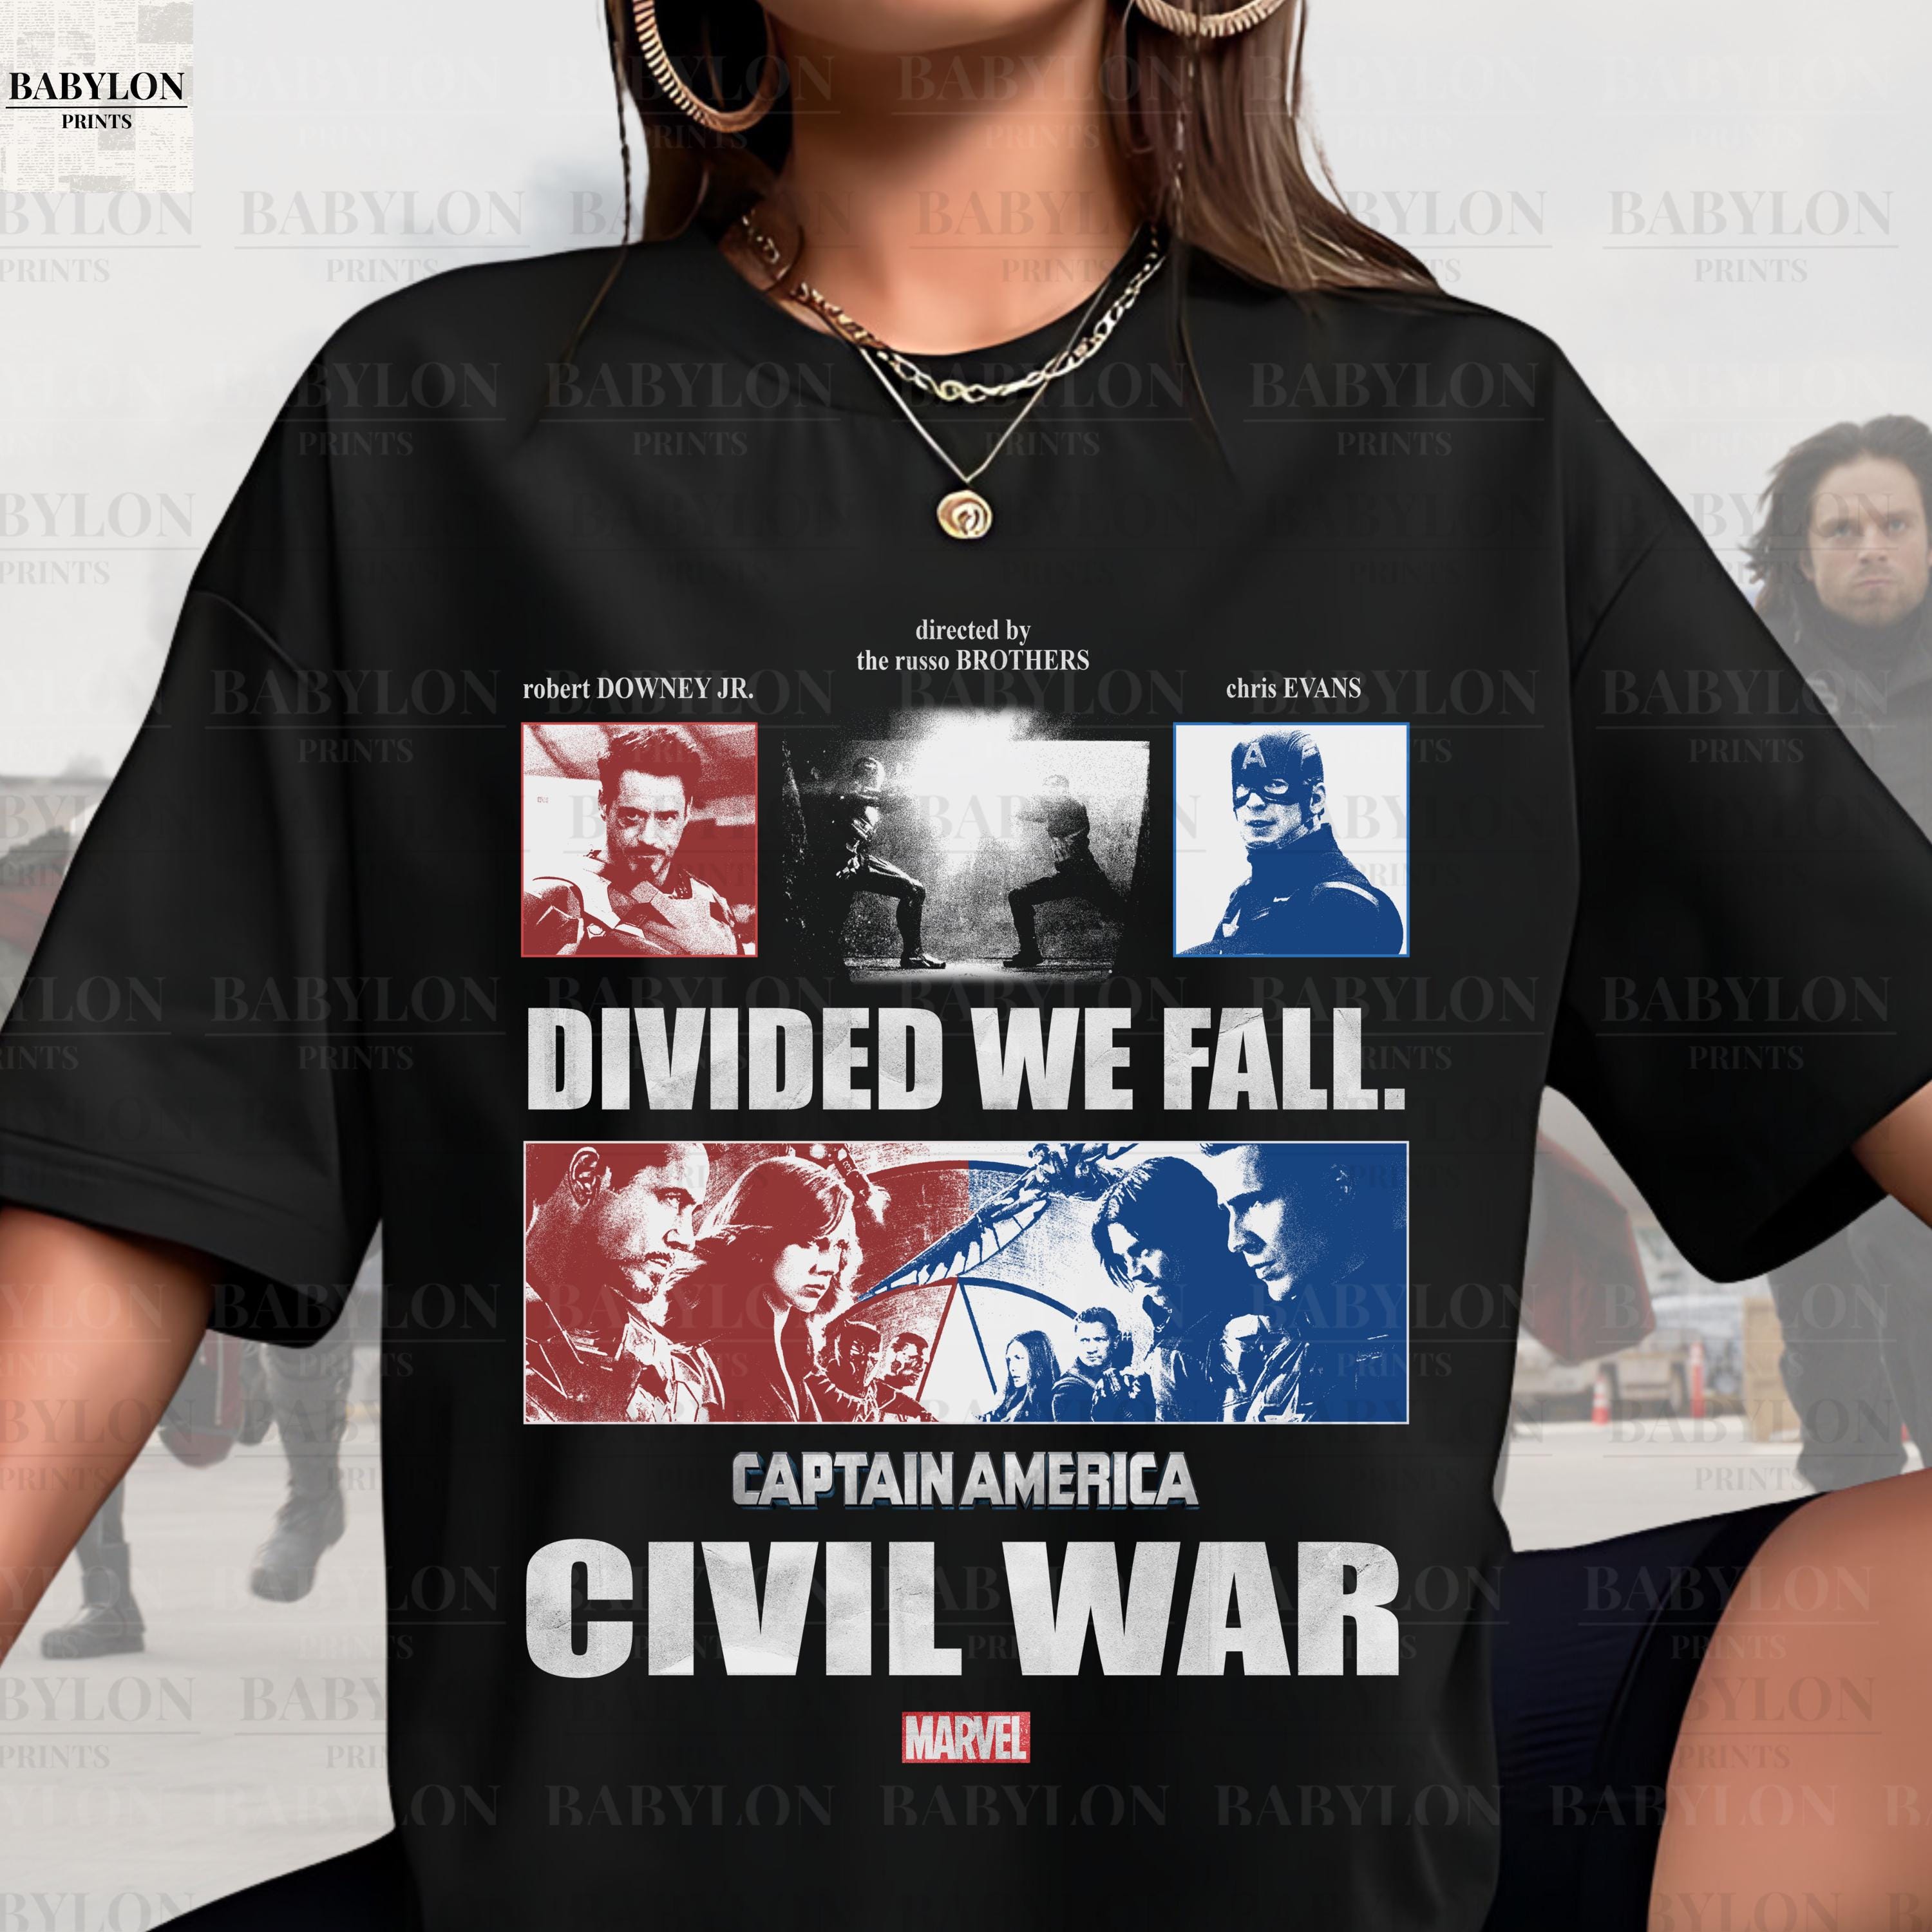 BABYLON
PRINTS
directed by
the russo BROTHERS
robert DOWNEY JR.
chris EVANS
DIVIDED WE FALL.
CAPTAIN AMERICA
CIVIL WAR
MARVEL